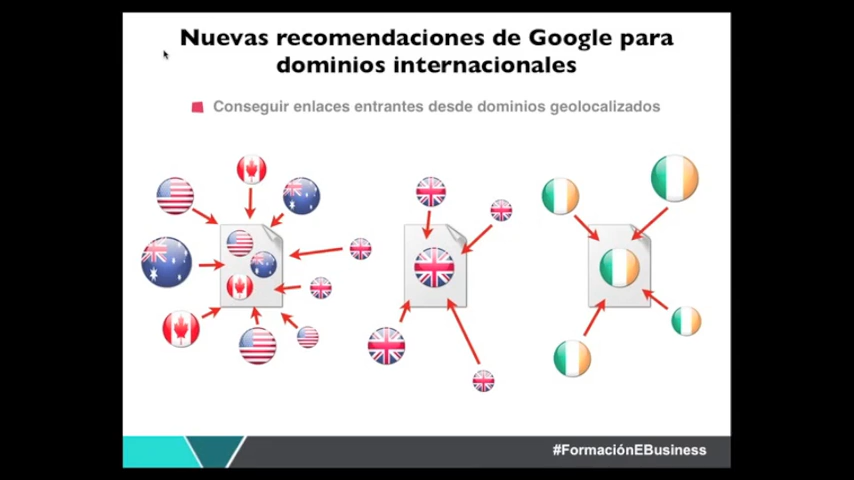 Nuevas recomendaciones de Google para
dominios internacionales
Conseguir enlaces entrantes desde dominios geolocalizados
#FormaciónEBusiness